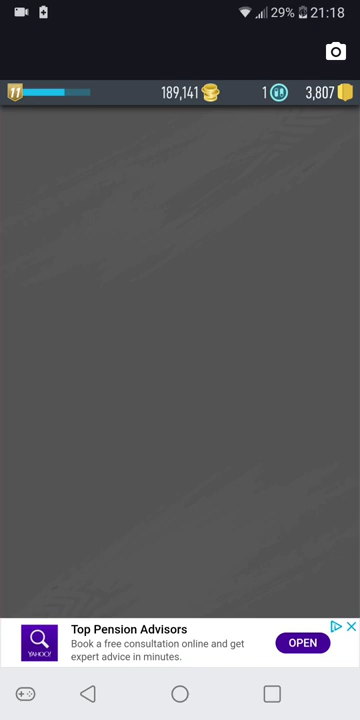 29% 21:18
11 189,141 1 3,807
Top Pension Advisors
Book a free consultation online and get
expert advice in minutes.
OPEN
YAHOO!